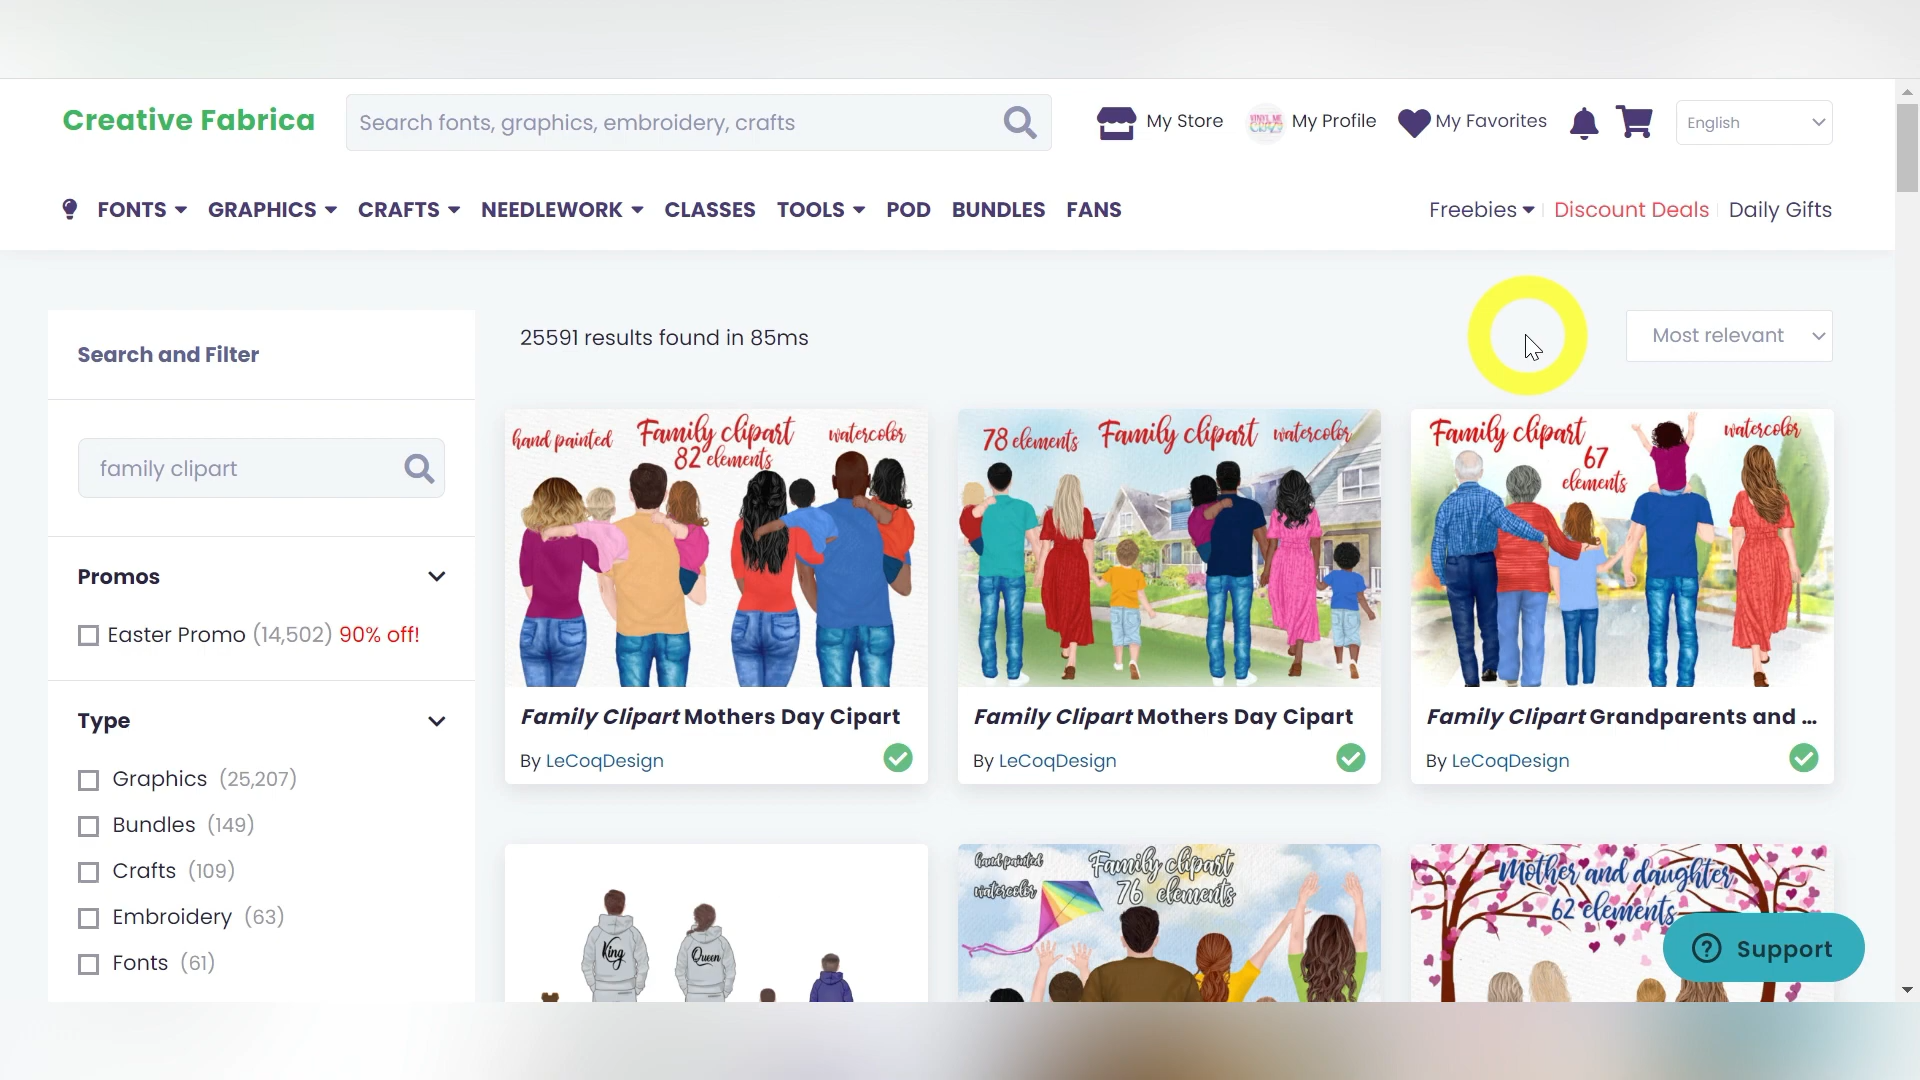 Creative Fabrica
Search fonts, graphics, embroidery, crafts
My Store
VINYL ME CRAZY
My Profile
My Favorites
English
FONTS GRAPHICS CRAFTS NEEDLEWORK CLASSES TOOLS POD BUNDLES FANS
Freebies Discount Deals Daily Gifts
Search and Filter
25591 results found in 85ms
Most relevant
family clipart
Promos
Easter Promo (14,502) 90% off!
Type
Graphics (25,207)
Bundles (149)
Crafts (109)
Embroidery (63)
Fonts (61)
hand painted
Family clipart
82 elements
watercolor
Family Clipart Mothers Day Cipart
By LeCoqDesign
78 elements
Family clipart
watercolor
Family Clipart Mothers Day Cipart
By LeCoqDesign
Family clipart
67
elements
watercolor
Family Clipart Grandparents and ...
By LeCoqDesign
King
Queen
hand painted
watercolor
Family clipart
76 elements
Mother and daughter
62 elements
Support